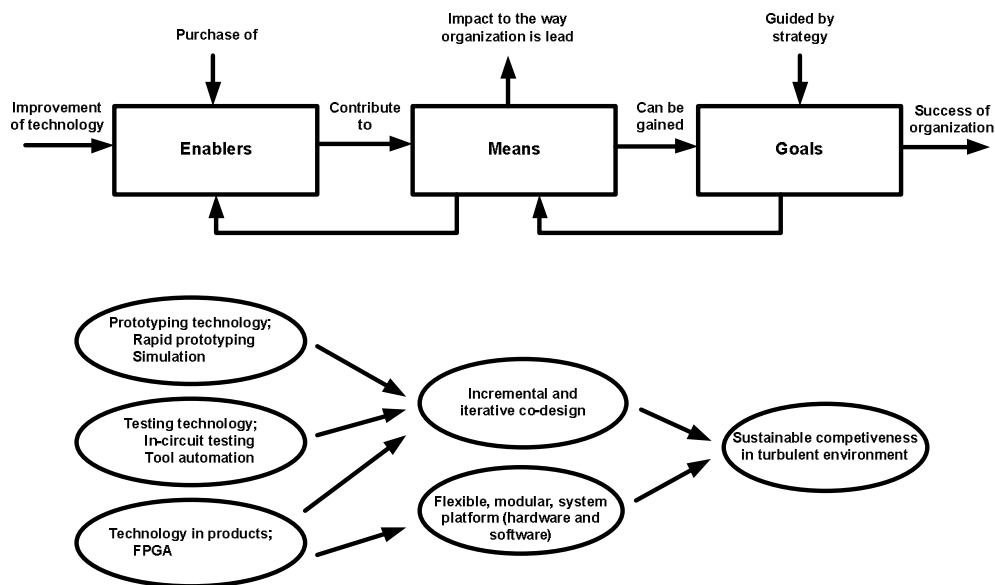 Purchase of
Impact to the way
organization is lead
Guided by
strategy
Improvement
of technology
Enablers
Contribute
to
Means
Can be
gained
Goals
Success of
organization
Prototyping technology;
Rapid prototyping
Simulation
Testing technology;
In-circuit testing
Tool automation
Technology in products;
FPGA
Incremental and
iterative co-design
Flexible, modular, system
platform (hardware and
software)
Sustainable competiveness
in turbulent environment